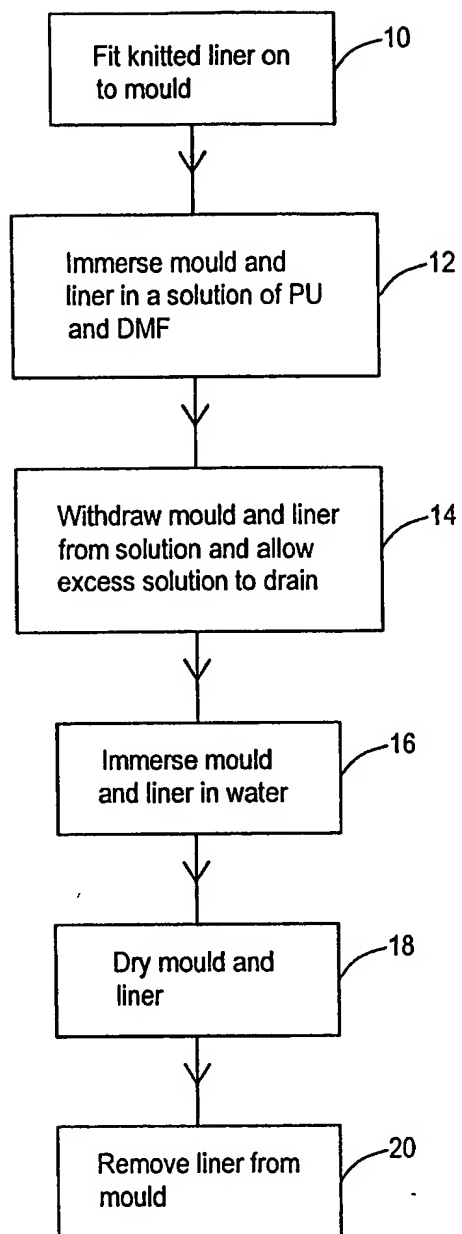 Fit knitted liner on
to mould
10
Immerse mould and
liner in a solution of PU
and DMF
12
Withdraw mould and liner
from solution and allow
excess solution to drain
14
Immerse mould
and liner in water
16
Dry mould and
liner
18
Remove liner from
mould
20